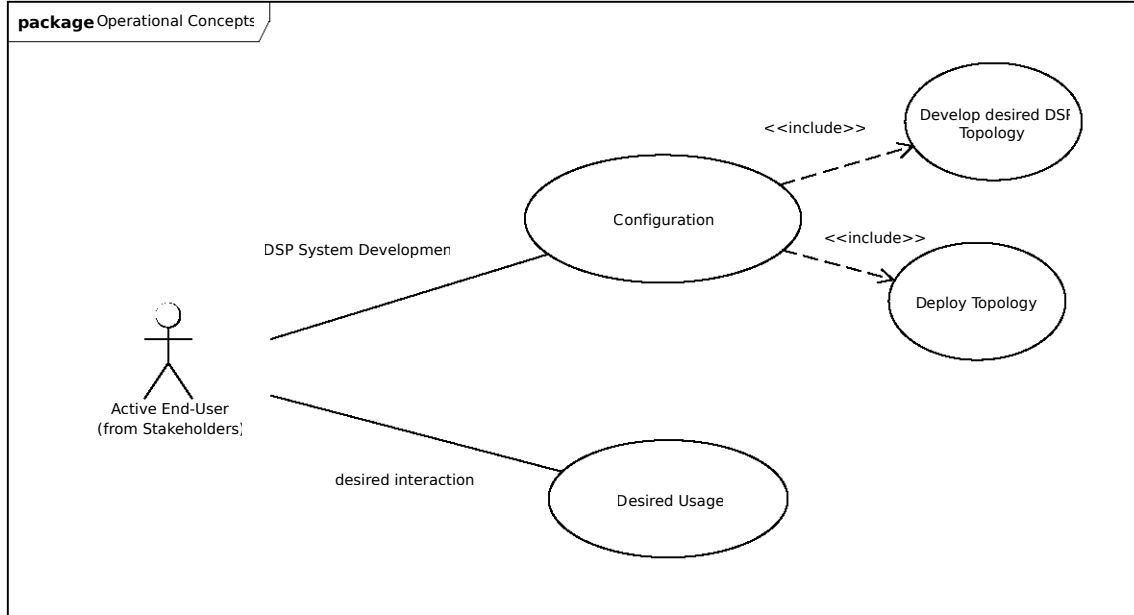 package Operational Concepts
Develop desired DSP
Topology
<<include>>
Configuration
<<include>>
DSP System Developmen
Deploy Topology
Active End-User
(from Stakeholders)
desired interaction
Desired Usage